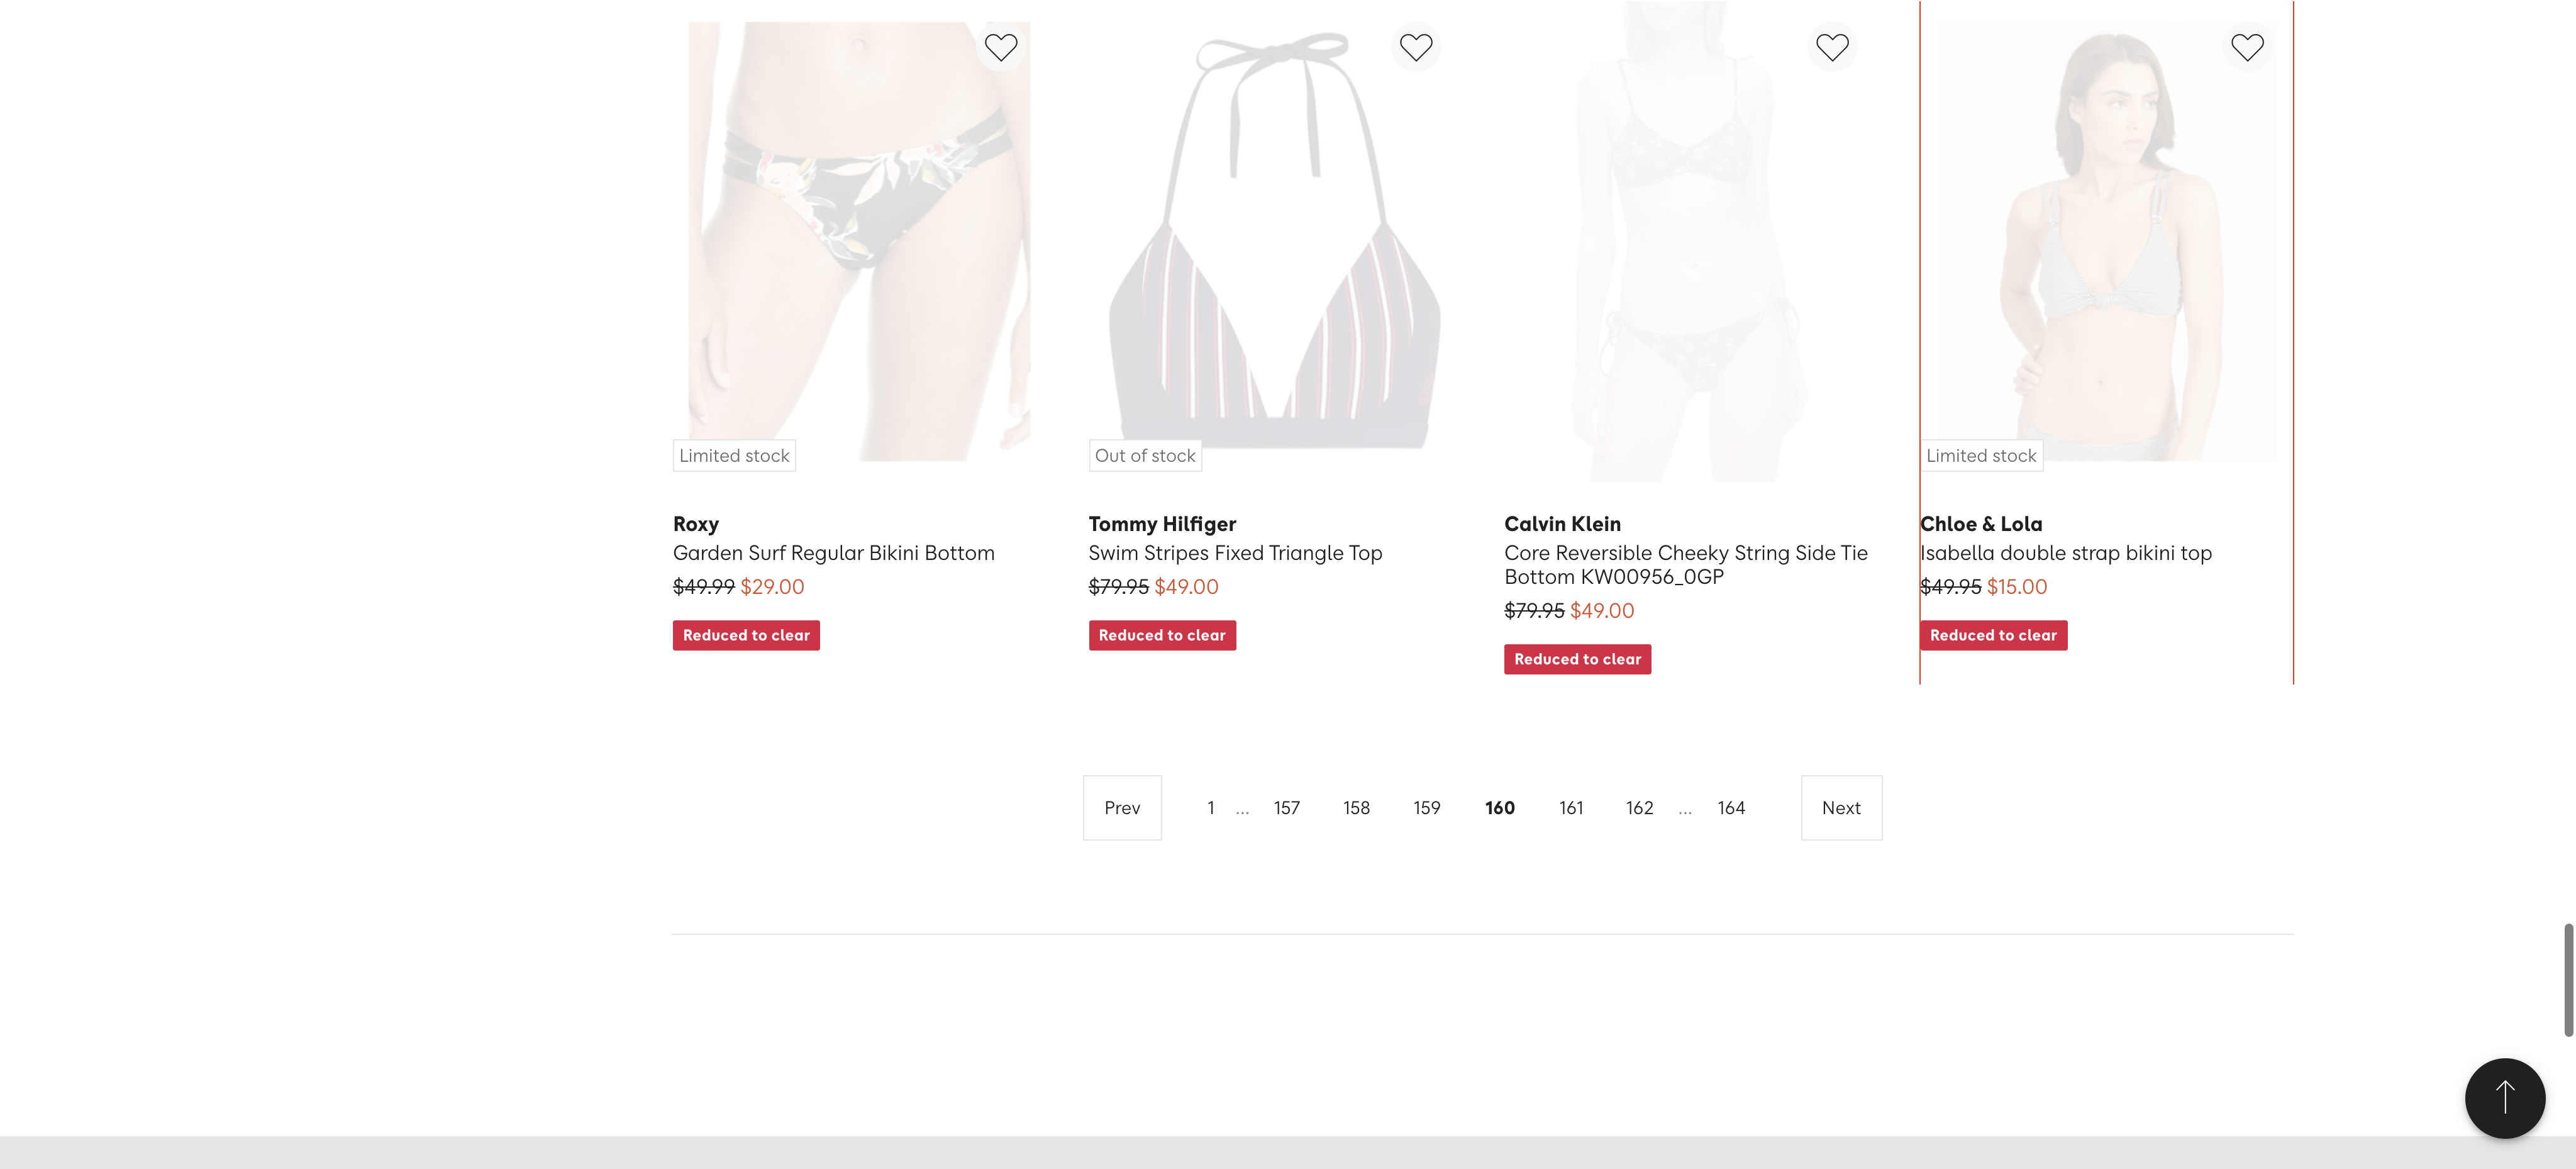 Limited stock
Out of stock
Limited stock
Roxy
Garden Surf Regular Bikini Bottom
$49.99 $29.00
Reduced to clear
Tommy Hilfiger
Swim Stripes Fixed Triangle Top
$79.95 $49.00
Reduced to clear
Calvin Klein
Core Reversible Cheeky String Side Tie
Bottom KW00956_0GP
$79.95 $49.00
Reduced to clear
Chloe & Lola
Isabella double strap bikini top
$49.95 $15.00
Reduced to clear
Prev 1 ... 157 158 159 160 161 162 ... 164 Next